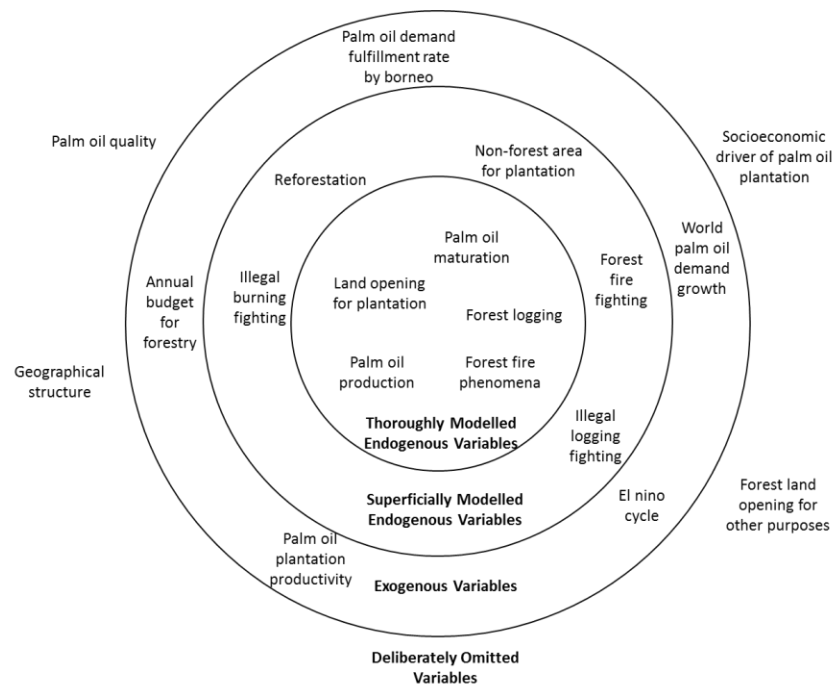 Palm oil demand
fulfillment rate
by borneo
Palm oil quality
Socioeconomic
driver of palm oil
plantation
Non-forest area
for plantation
Reforestation
World
palm oil
demand
growth
Palm oil
maturation
Annual
budget
for
forestry
Illegal
burning
fighting
Land opening
for plantation
Forest
fire
fighting
Forest logging
Geographical
structure
Palm oil
production
Forest fire
phenomena
Thoroughly Modelled
Endogenous Variables
Illegal
logging
fighting
Superficially Modelled
Endogenous Variables
El nino
cycle
Forest land
opening for
other purposes
Palm oil
plantation
productivity
Exogenous Variables
Deliberately Omitted
Variables